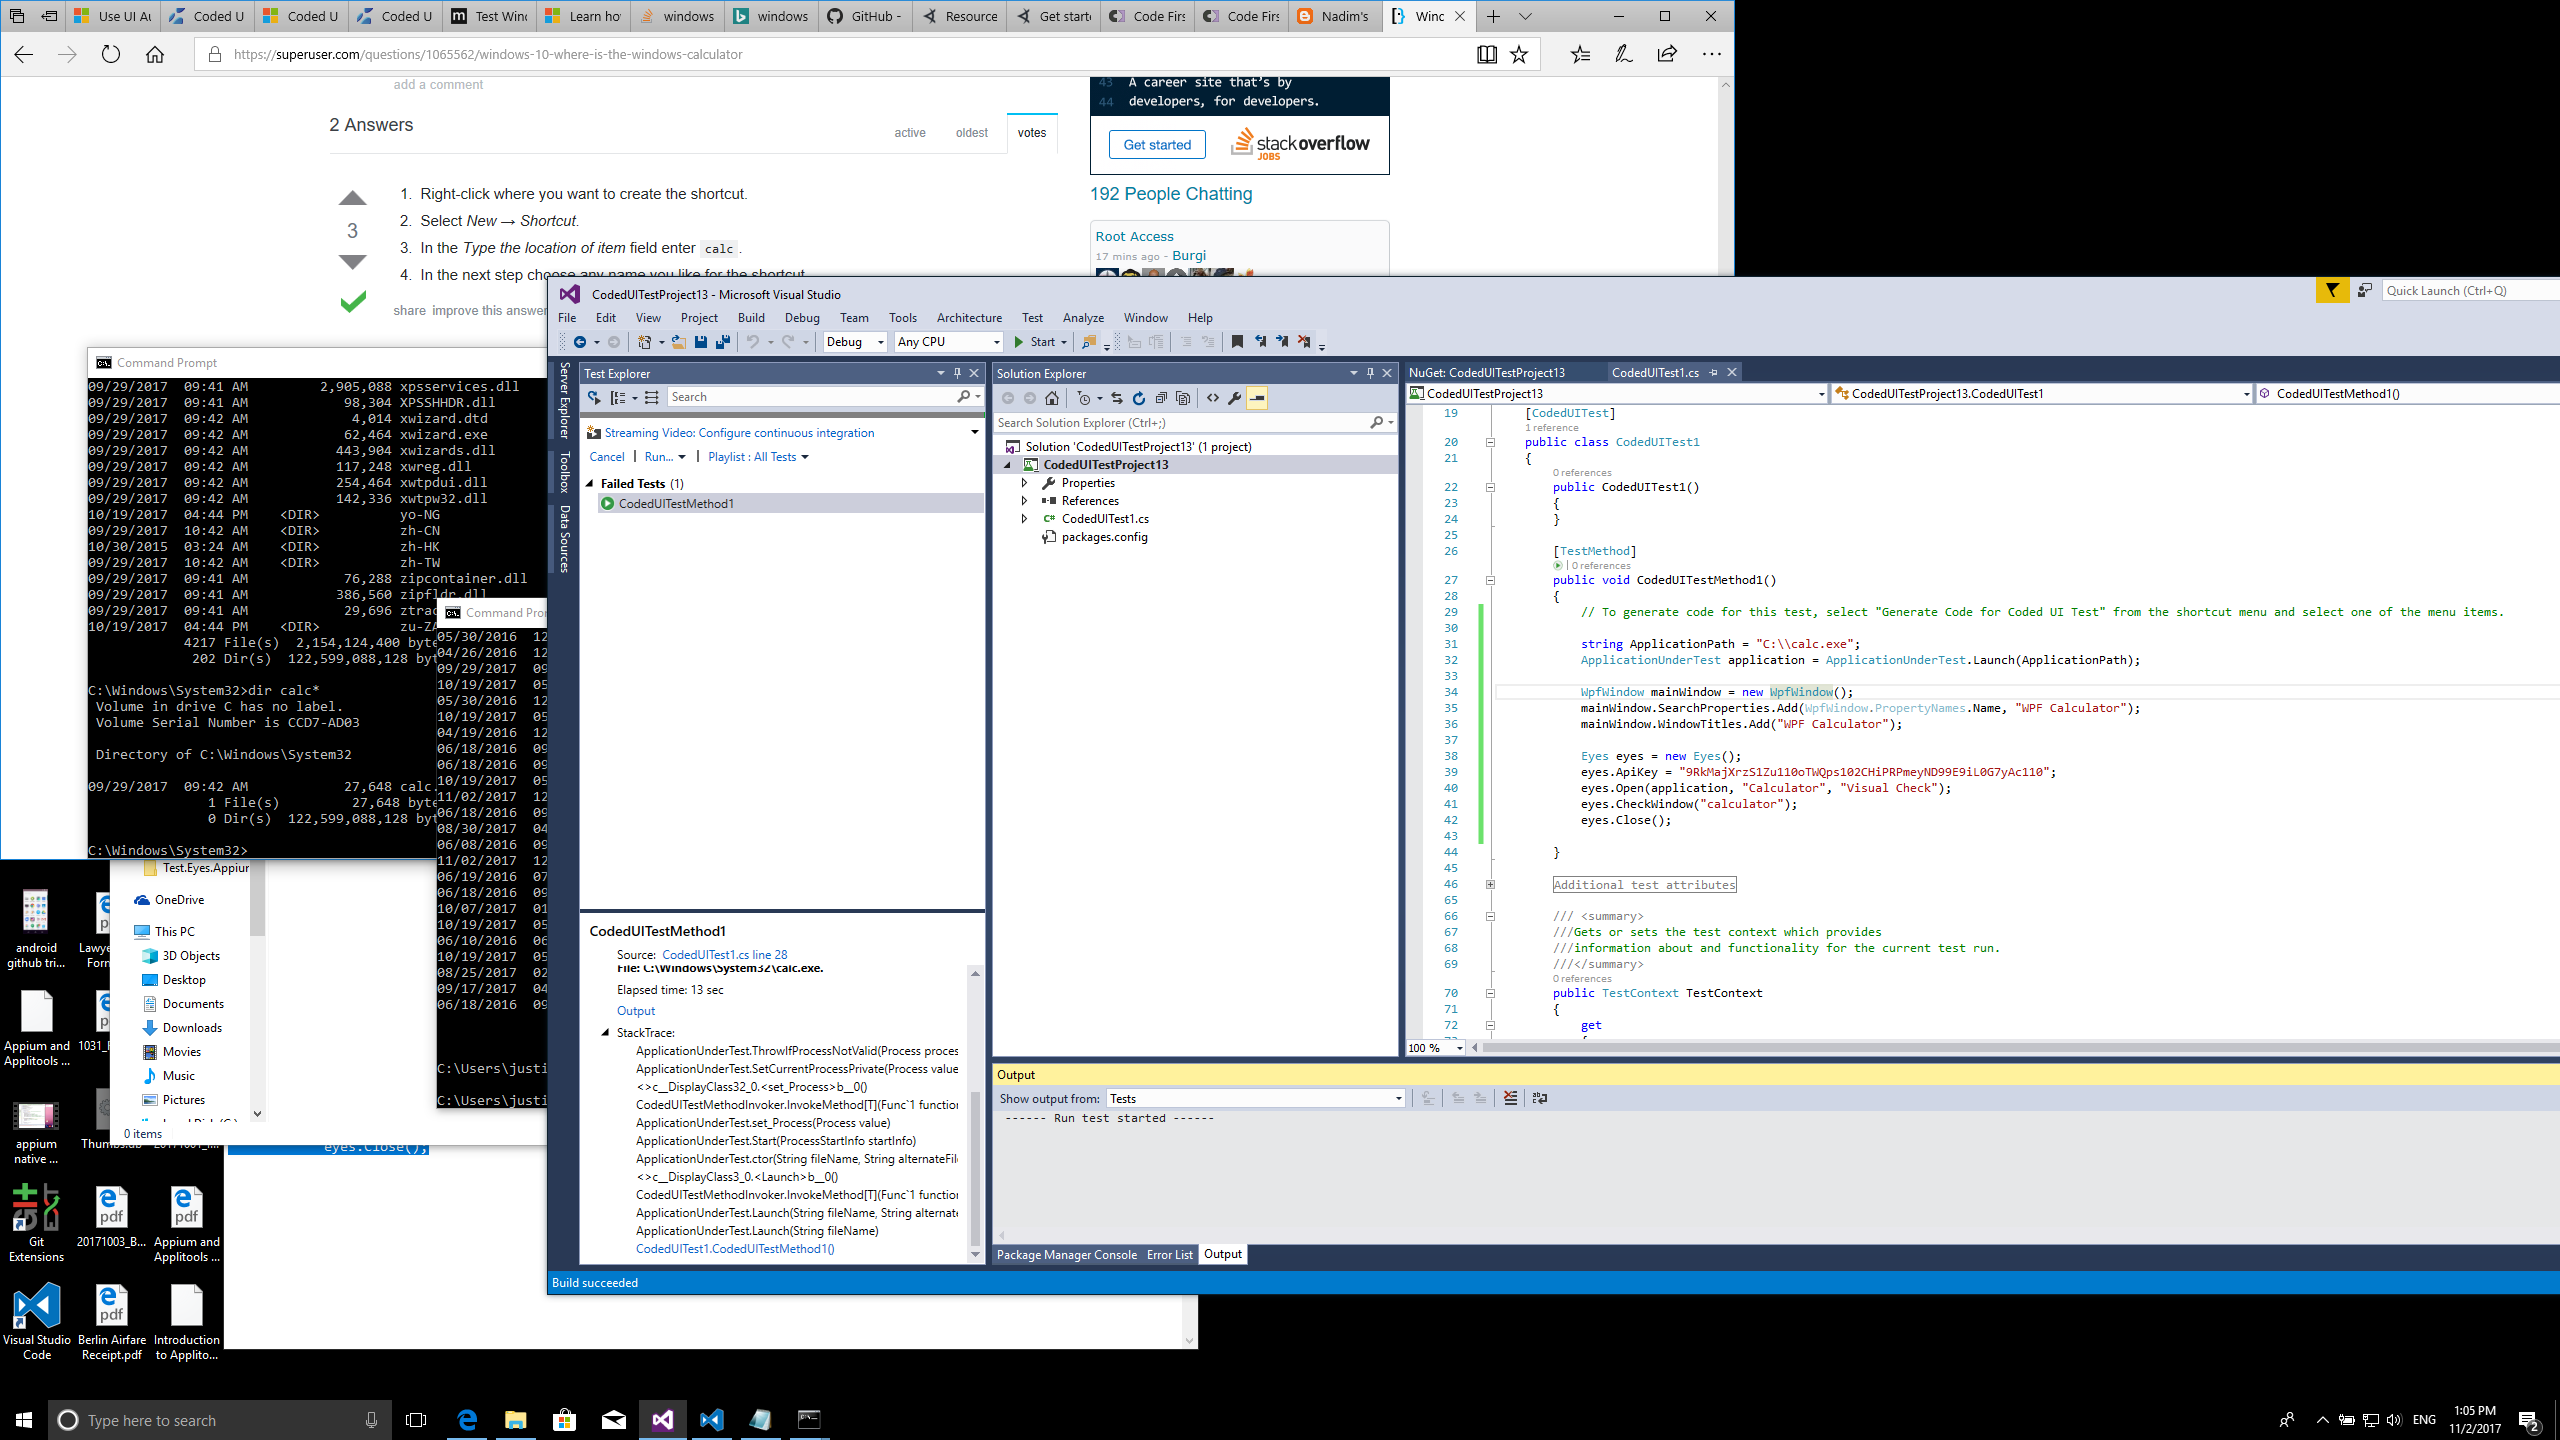 Use UI Au
Coded U
Coded U
Coded U
Test Winc
Learn ho
windows
windows
GitHub -
Resource
Get starte
Code Firs
Code Firs
Nadim's
Winc
https://superuser.com/questions/1065562/windows-10-where-is-the-windows-calculator
add a comment
2 Answers
active oldest votes
3
1. Right-click where you want to create the shortcut.
2. Select New → Shortcut.
3. In the Type the location of item field enter calc .
4. In the next step choose any name you like for the shortcut
share improve this answer
43 A career site that's by
44 developers, for developers.
Get started
stackoverflow
JOBS
192 People Chatting
Root Access
17 mins ago - Burgi
Command Prompt
09/29/2017 09:41 AM 2,905,088 xpsservices.dll
09/29/2017 09:41 AM 98,304 XPSSHHDR.dll
09/29/2017 09:42 AM 4,014 xwizard.dtd
09/29/2017 09:42 AM 62,464 xwizard.exe
09/29/2017 09:42 AM 443,904 xwizards.dll
09/29/2017 09:42 AM 117,248 xwreg.dll
09/29/2017 09:42 AM 254,464 xwtpdui.dll
09/29/2017 09:42 AM 142,336 xwtpw32.dll
10/19/2017 04:44 PM <DIR> yo-NG
09/29/2017 10:42 AM <DIR> zh-CN
10/30/2015 03:24 AM <DIR> zh-HK
09/29/2017 10:42 AM <DIR> zh-TW
09/29/2017 09:41 AM 76,288 zipcontainer.dll
09/29/2017 09:41 AM 386,560 zipfldr.dll
09/29/2017 09:41 AM 29,696 ztrac
10/19/2017 04:44 PM <DIR> zu-ZA
4217 File(s) 2,154,124,400 byte
202 Dir(s) 122,599,088,128 byt
C:\Windows\System32>dir calc*
Volume in drive C has no label.
Volume Serial Number is CCD7-AD03
Directory of C:\Windows\System32
09/29/2017 09:42 AM 27,648 calc.
1 File(s) 27,648 byte
0 Dir(s) 122,599,088,128 byt
C:\Windows\System32>
Command Pror
05/30/2016 12
04/26/2016 12
09/29/2017 09
10/19/2017 05
05/30/2016 12
10/19/2017 05
04/19/2016 12
06/18/2016 09
06/18/2016 09
10/19/2017 05
11/02/2017 12
06/18/2016 09
08/30/2017 04
06/08/2016 09
11/02/2017 12
06/19/2016 07
06/18/2016 09
10/07/2017 01
10/19/2017 05
06/10/2016 06
10/19/2017 05
08/25/2017 02
09/17/2017 04
06/18/2016 09
C:\Users\justi
C:\Users\justi
Test.Eyes.Appiur
OneDrive
This PC
3D Objects
Desktop
Documents
Downloads
Movies
Music
Pictures
0 items
eyes.Close();
android
github tri...
Lawye
Forn
Appium and
Applitools ...
1031_F
appium
native ...
Thumbs.db
Git
Extensions
20171003_B...
Appium and
Applitools ...
Visual Studio
Code
Berlin Airfare
Receipt.pdf
Introduction
to Applito...
pdf
pdf
pdf
CodedUITestProject13 - Microsoft Visual Studio
Quick Launch (Ctrl+Q)
File Edit View Project Build Debug Team Tools Architecture Test Analyze Window Help
Debug Any CPU Start
Server Explorer
Toolbox
Data Sources
Test Explorer
Search
Streaming Video: Configure continuous integration
Cancel | Run... | Playlist : All Tests
Failed Tests (1)
CodedUITestMethod1
CodedUITestMethod1
Source: CodedUITest1.cs line 28
File: C:\Windows\System32\calc.exe.
Elapsed time: 13 sec
Output
StackTrace:
ApplicationUnderTest.ThrowIfProcessNotValid(Process proces
ApplicationUnderTest.SetCurrentProcessPrivate(Process value
<>c__DisplayClass32_0.<set_Process>b__0()
CodedUITestMethodInvoker.InvokeMethod[T](Func`1 function
ApplicationUnderTest.set_Process(Process value)
ApplicationUnderTest.Start(ProcessStartInfo startInfo)
ApplicationUnderTest.ctor(String fileName, String alternateFil
<>c__DisplayClass3_0.<Launch>b__0()
CodedUITestMethodInvoker.InvokeMethod[T](Func`1 function
ApplicationUnderTest.Launch(String fileName, String alternate
ApplicationUnderTest.Launch(String fileName)
CodedUITest1.CodedUITestMethod1()
Solution Explorer
Search Solution Explorer (Ctrl+;)
Solution 'CodedUITestProject13' (1 project)
CodedUITestProject13
Properties
References
CodedUITest1.cs
packages.config
NuGet: CodedUITestProject13 CodedUITest1.cs
CodedUITestProject13 CodedUITestProject13.CodedUITest1 CodedUITestMethod1()
19 [CodedUITest]
1 reference
20 public class CodedUITest1
21 {
0 references
22 public CodedUITest1()
23 {
24 }
25
26 [TestMethod]
| 0 references
27 public void CodedUITestMethod1()
28 {
29 // To generate code for this test, select "Generate Code for Coded UI Test" from the shortcut menu and select one of the menu items.
30
31 string ApplicationPath = "C:\\calc.exe";
32 ApplicationUnderTest application = ApplicationUnderTest.Launch(ApplicationPath);
33
34 WpfWindow mainWindow = new WpfWindow();
35 mainWindow.SearchProperties.Add(WpfWindow.PropertyNames.Name, "WPF Calculator");
36 mainWindow.WindowTitles.Add("WPF Calculator");
37
38 Eyes eyes = new Eyes();
39 eyes.ApiKey = "9RkMajXrzS1Zu110oTWQps102CHiPRPmeyND99E9iL0G7yAc110";
40 eyes.Open(application, "Calculator", "Visual Check");
41 eyes.CheckWindow("calculator");
42 eyes.Close();
43
44 }
45
46 Additional test attributes
65
66 /// <summary>
67 ///Gets or sets the test context which provides
68 ///information about and functionality for the current test run.
69 ///</summary>
0 references
70 public TestContext TestContext
71 {
72 get
100 %
Output
Show output from: Tests
------ Run test started ------
Package Manager Console Error List Output
Build succeeded
Type here to search
ENG
1:05 PM
11/2/2017
2